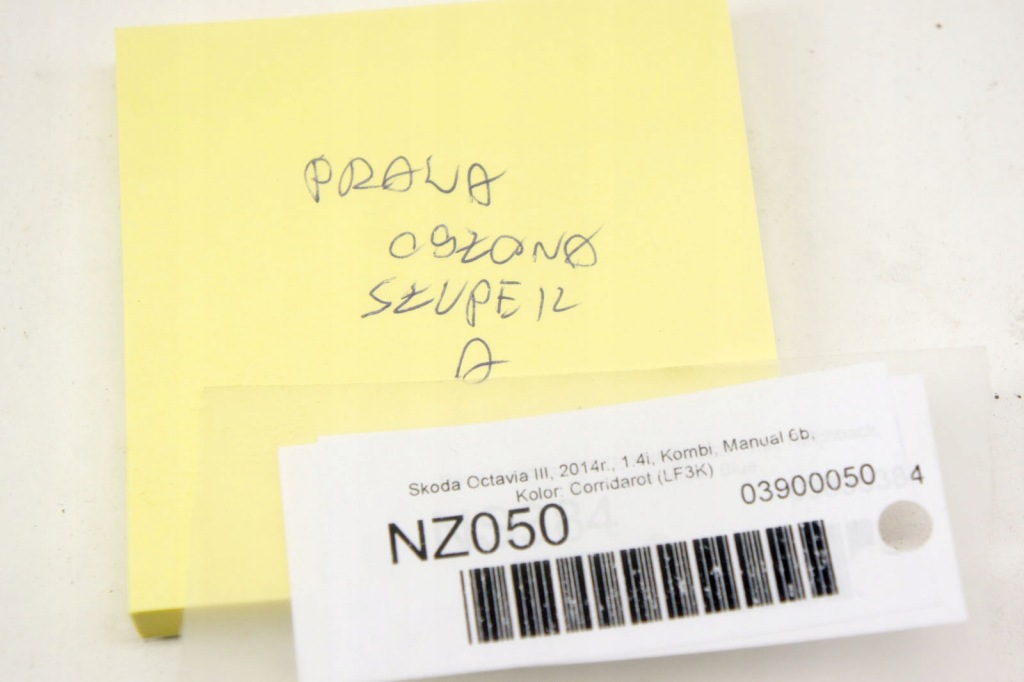 PRAWA
OSŁONA
SŁUPEK
A
Skoda Octavia III, 2014r., 1.4i, Kombi, Manual 6b,
Kolor: Corridarot (LF3K)
03900050
4
NZ050